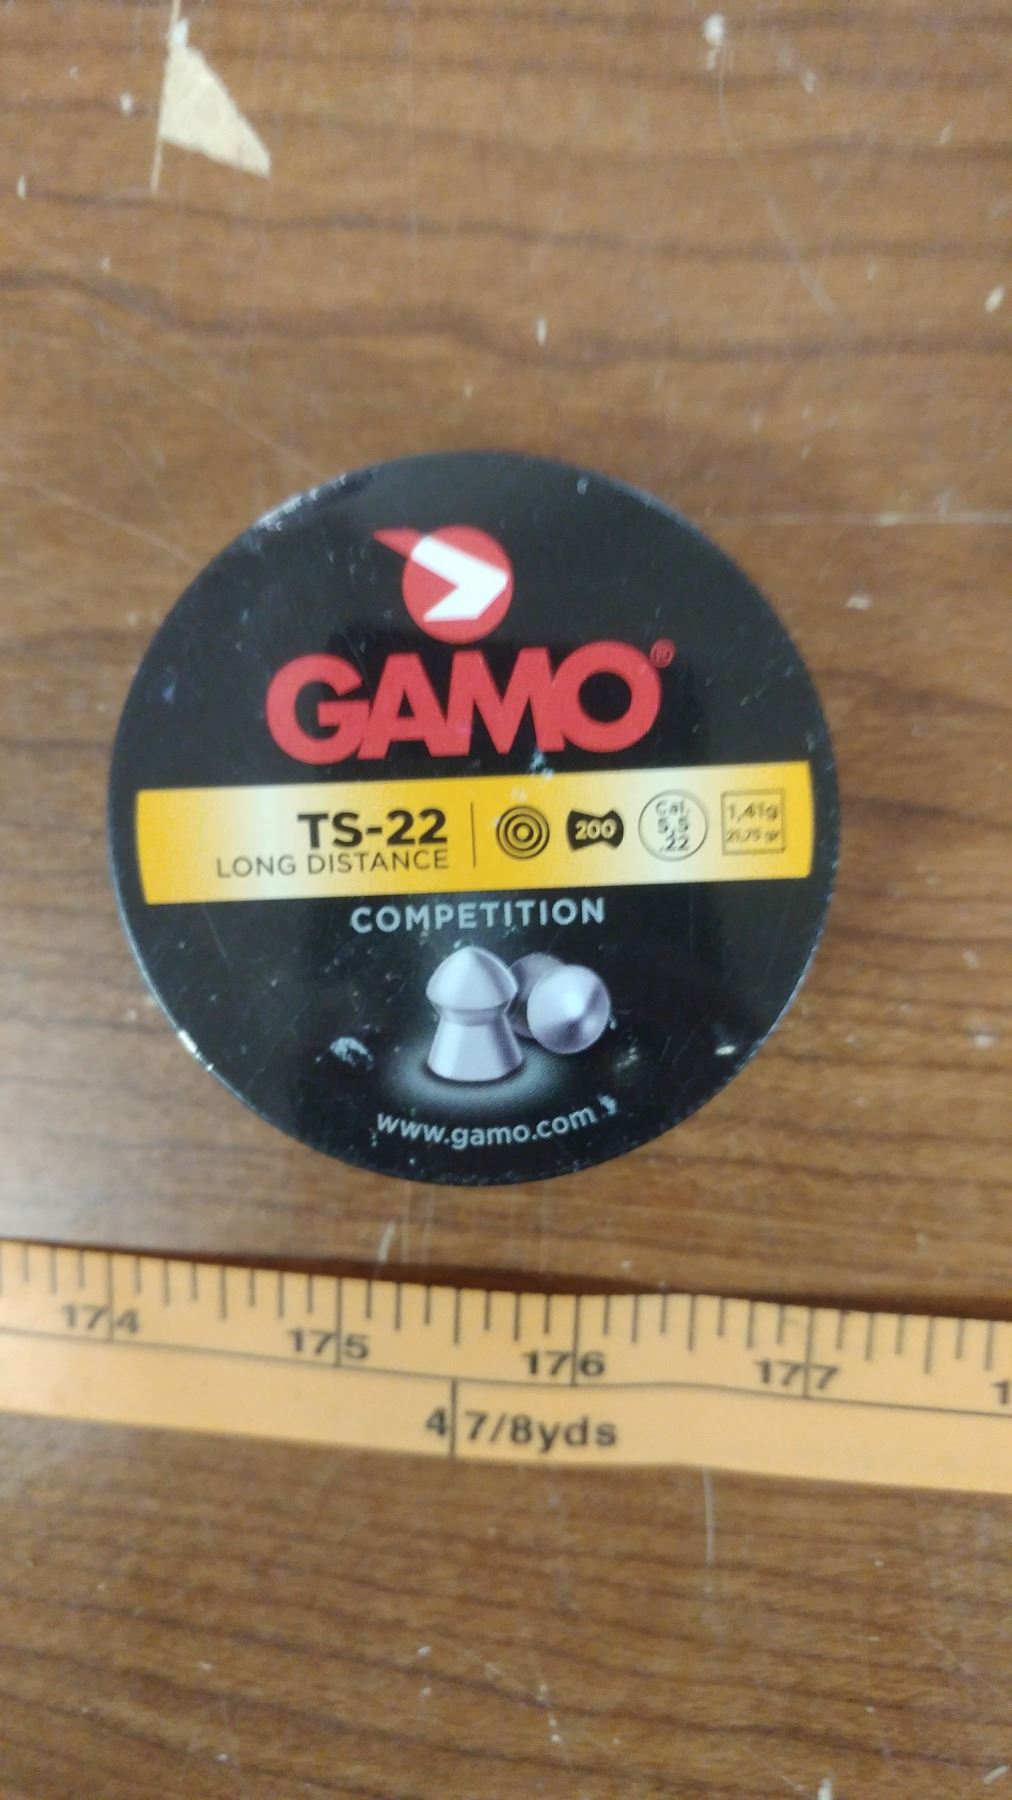 GAMO®
TS-22
LONG DISTANCE
200
Cal.
5,5
.22
1,41g
21,75 gr
COMPETITION
www.gamo.com
174 175 176 177 1
4 7/8yds